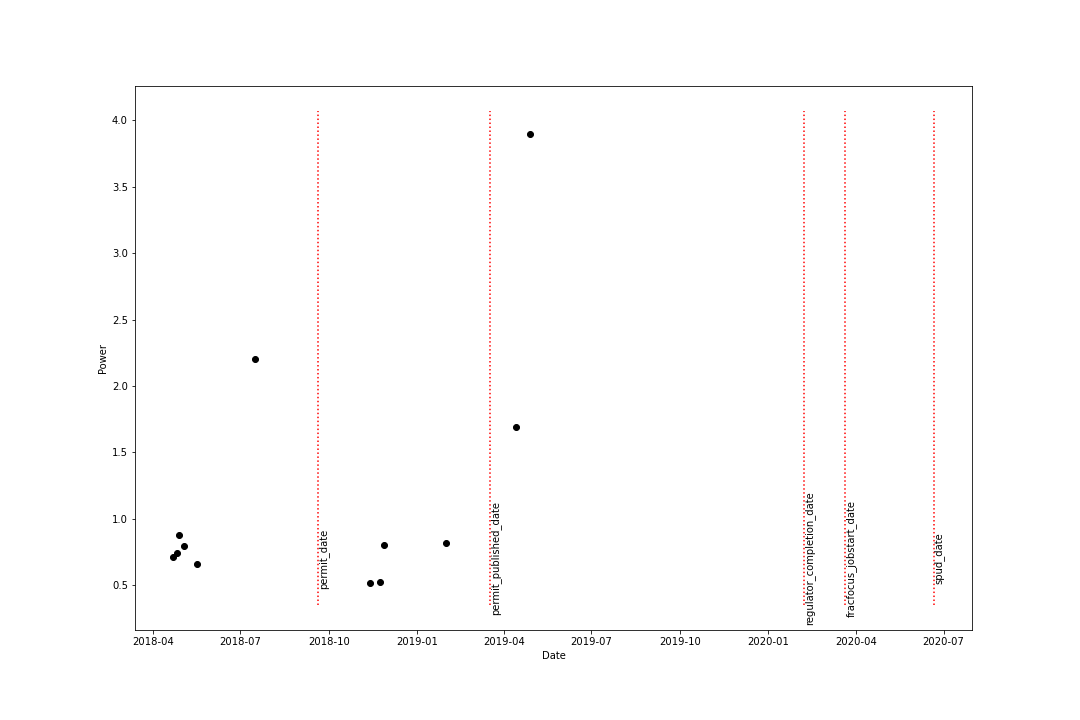 4.0
3.5
3.0
2.5
2.0
1.5
1.0
0.5
Power
permit_date
permit_published_date
regulator_completion_date
fracfocus_jobstart_date
spud_date
2018-04
2018-07
2018-10
2019-01
2019-04
2019-07
2019-10
2020-01
2020-04
2020-07
Date